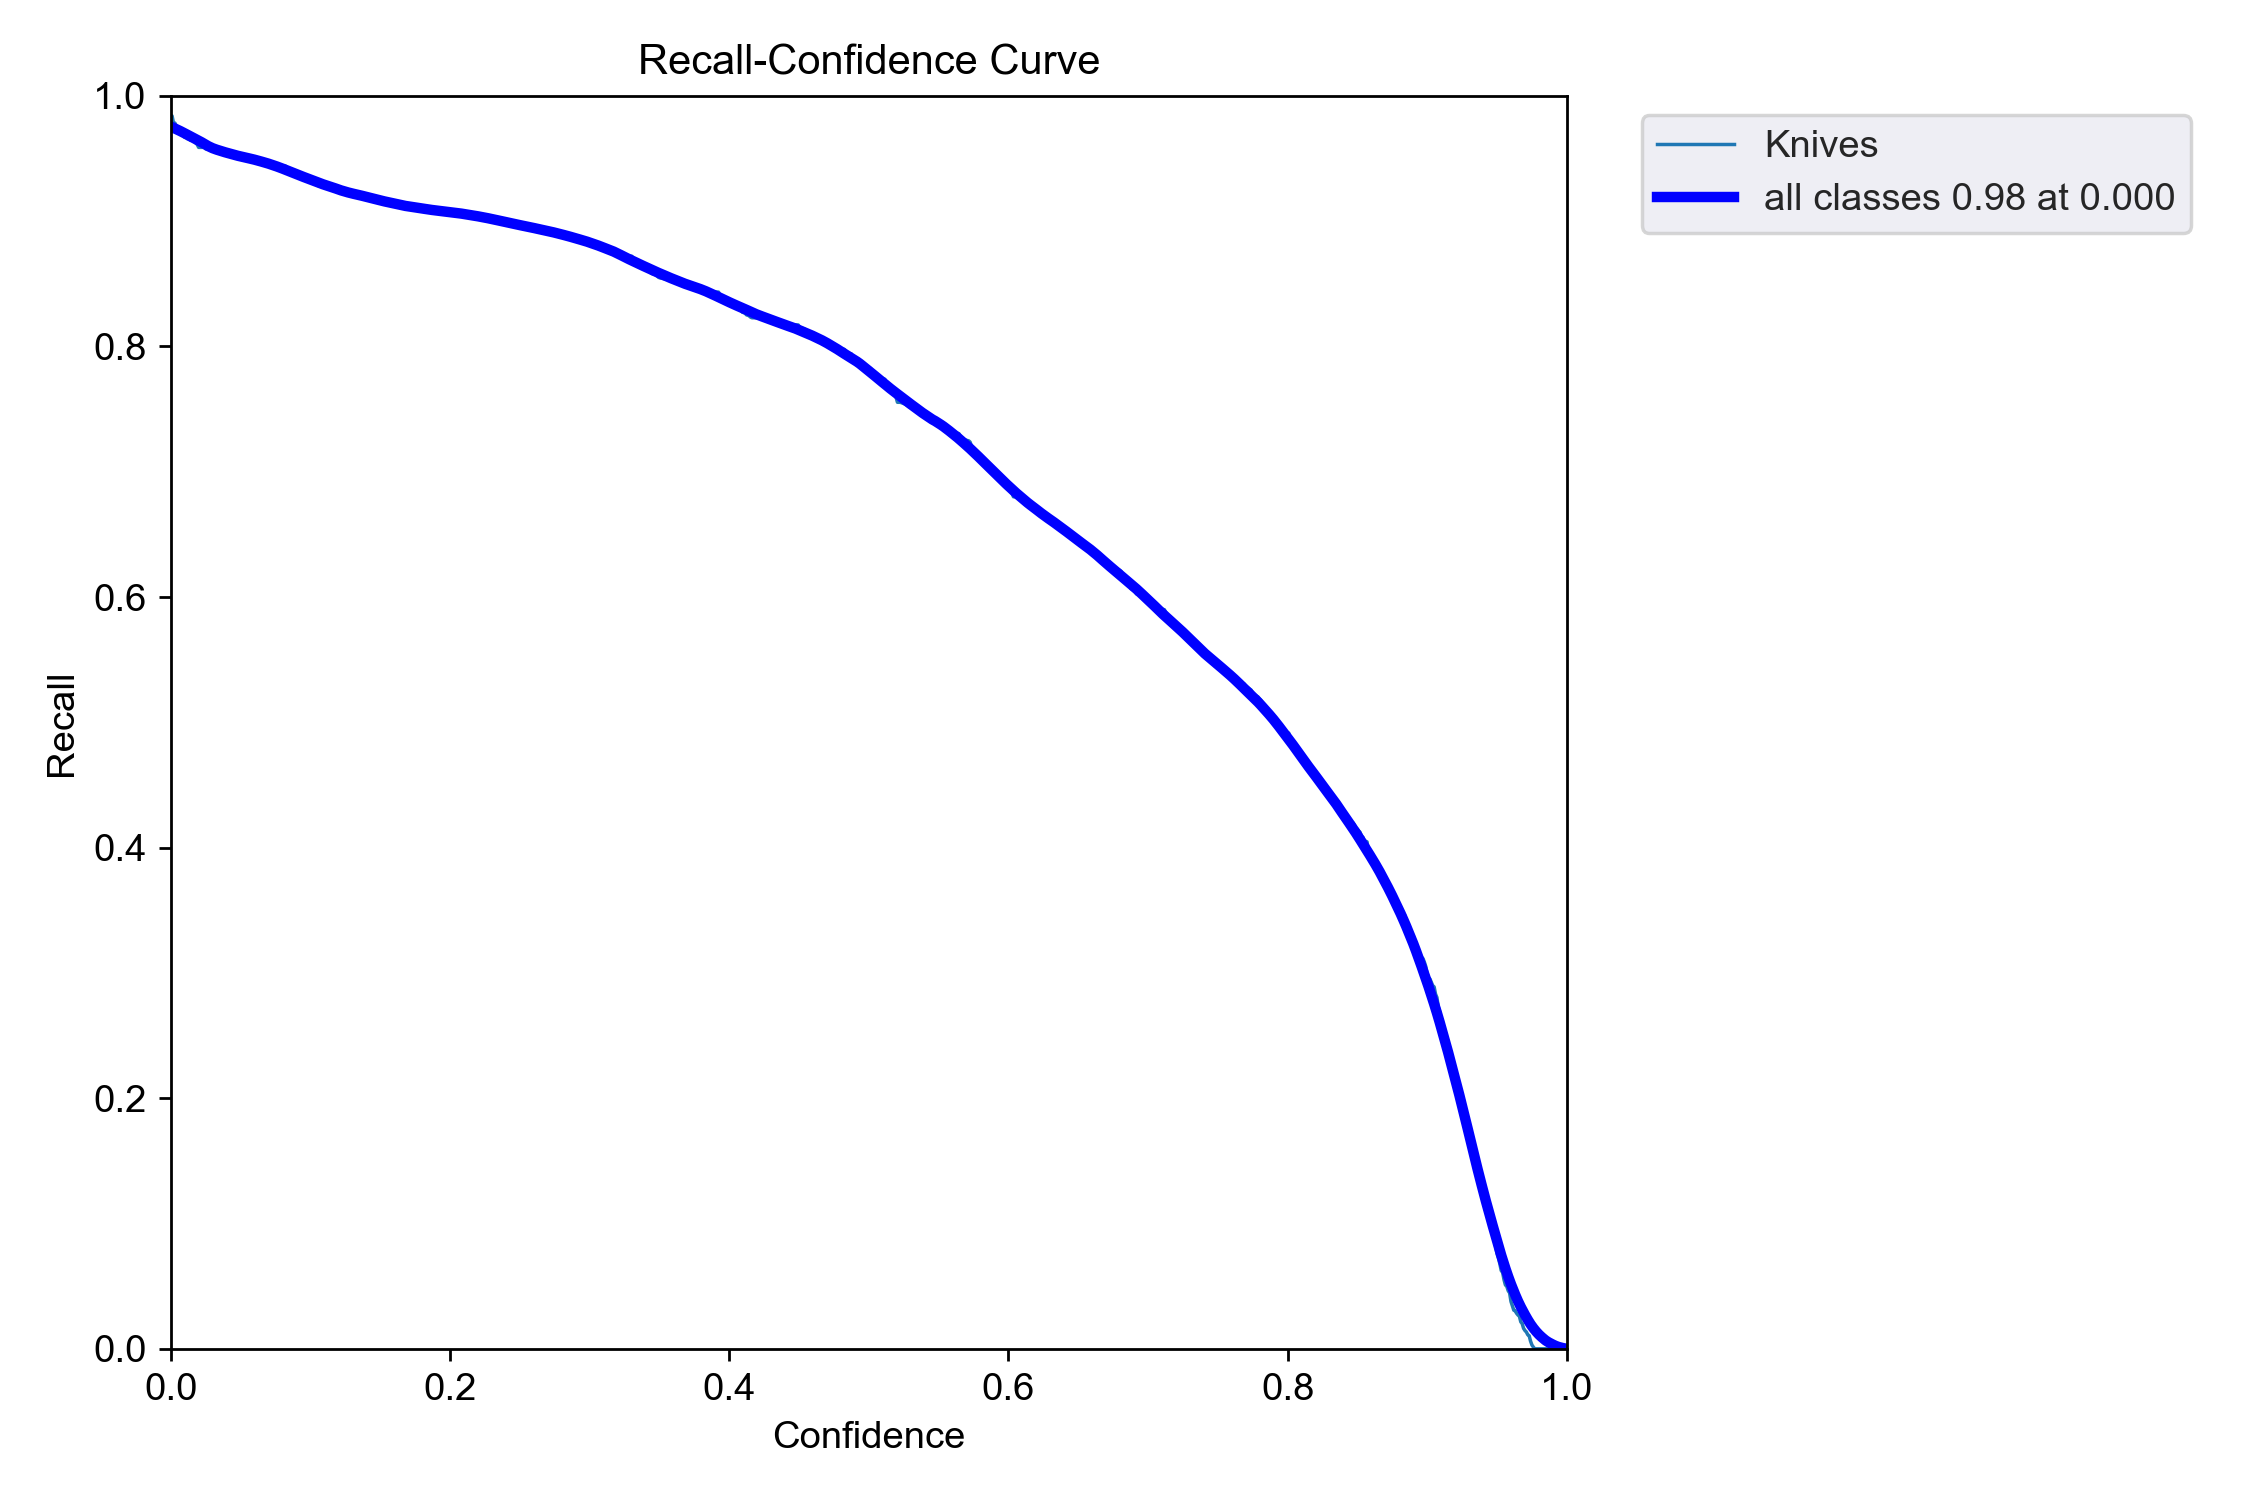 Recall-Confidence Curve
1.0
0.8
0.6
0.4
0.2
0.0
Recall
0.0 0.2 0.4 0.6 0.8 1.0
Confidence
Knives
all classes 0.98 at 0.000